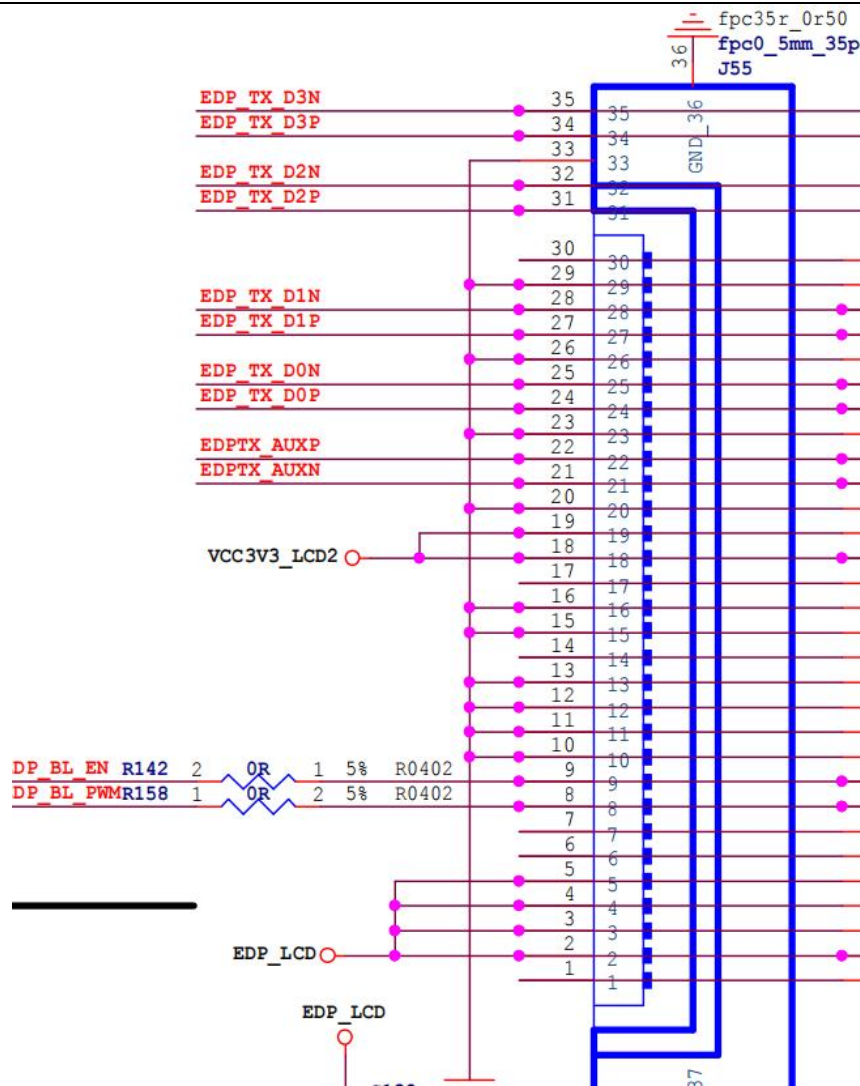 fpc35r_0r50
fpc0_5mm_35p
J55
36
GND_36
EDP_TX_D3N 35 35
EDP_TX_D3P 34 34
33 33
EDP_TX_D2N 32 32
EDP_TX_D2P 31 31
30 30
29 29
EDP_TX_D1N 28 28
EDP_TX_D1P 27 27
26 26
EDP_TX_D0N 25 25
EDP_TX_D0P 24 24
23 23
EDPTX_AUXP 22 22
EDPTX_AUXN 21 21
20 20
19 19
VCC3V3_LCD2 18 18
17 17
16 16
15 15
14 14
13 13
12 12
11 11
10 10
DP_BL_EN R142 2 0R 1 5% R0402 9 9
DP_BL_PWM R158 1 0R 2 5% R0402 8 8
7 7
6 6
5 5
4 4
3 3
EDP_LCD 2 2
1 1
EDP_LCD
37